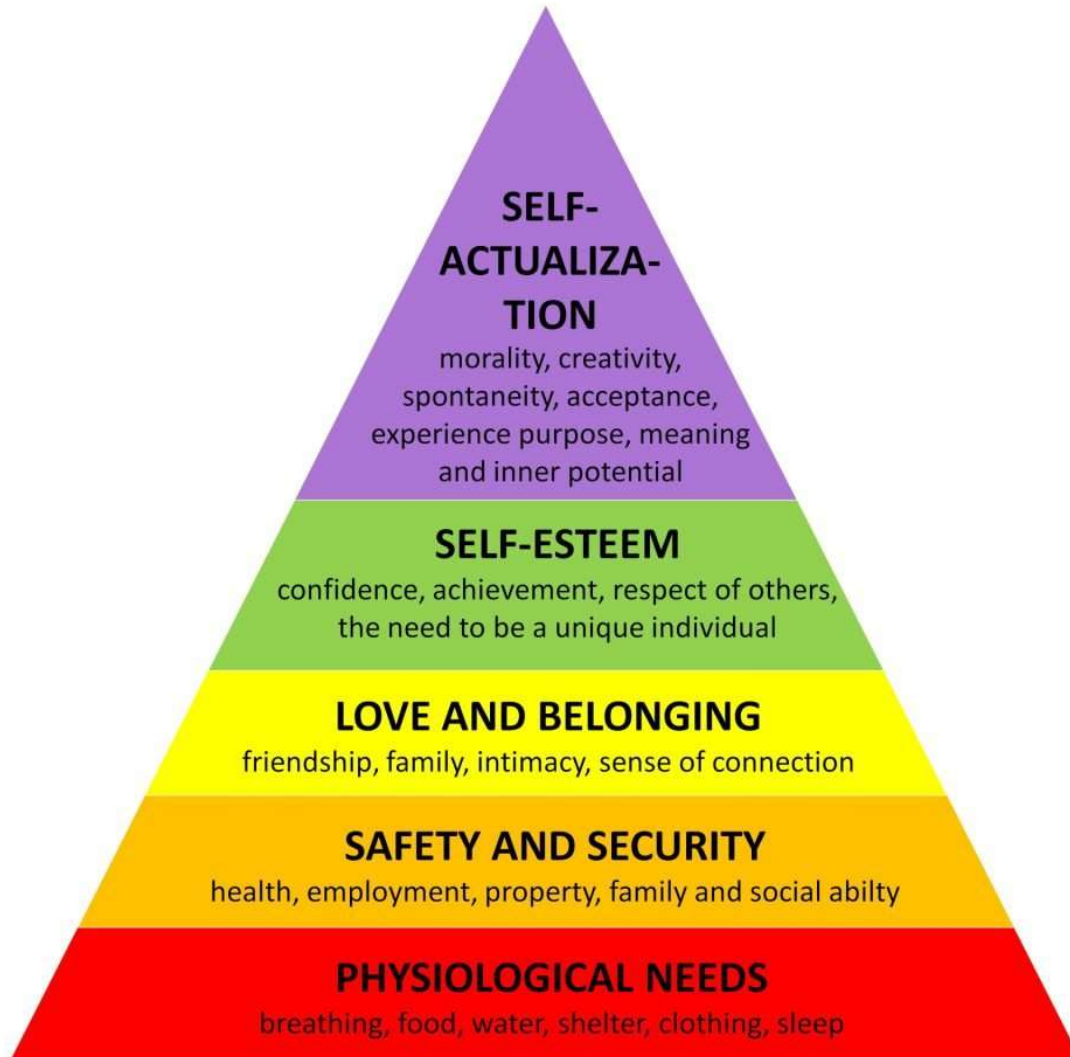 SELF-
ACTUALIZA-
TION
morality, creativity,
spontaneity, acceptance,
experience purpose, meaning
and inner potential
SELF-ESTEEM
confidence, achievement, respect of others,
the need to be a unique individual
LOVE AND BELONGING
friendship, family, intimacy, sense of connection
SAFETY AND SECURITY
health, employment, property, family and social abilty
PHYSIOLOGICAL NEEDS
breathing, food, water, shelter, clothing, sleep